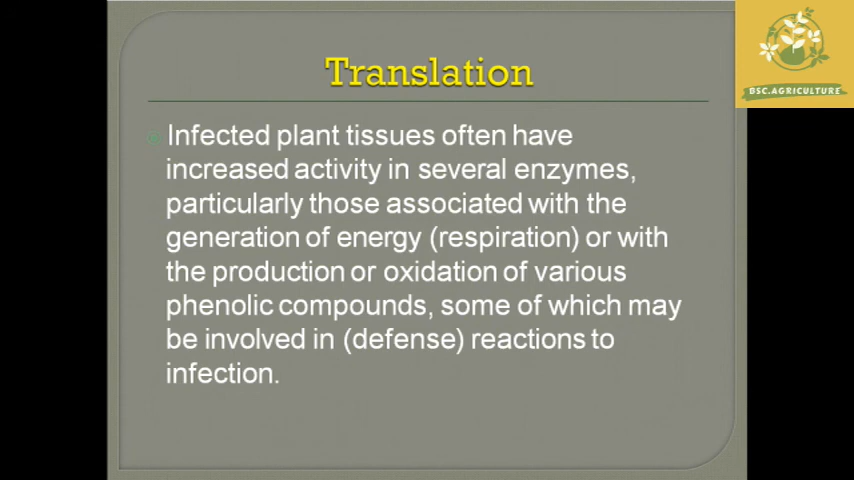 Translation
BSC.AGRICULTURE
Infected plant tissues often have
increased activity in several enzymes,
particularly those associated with the
generation of energy (respiration) or with
the production or oxidation of various
phenolic compounds, some of which may
be involved in (defense) reactions to
infection.